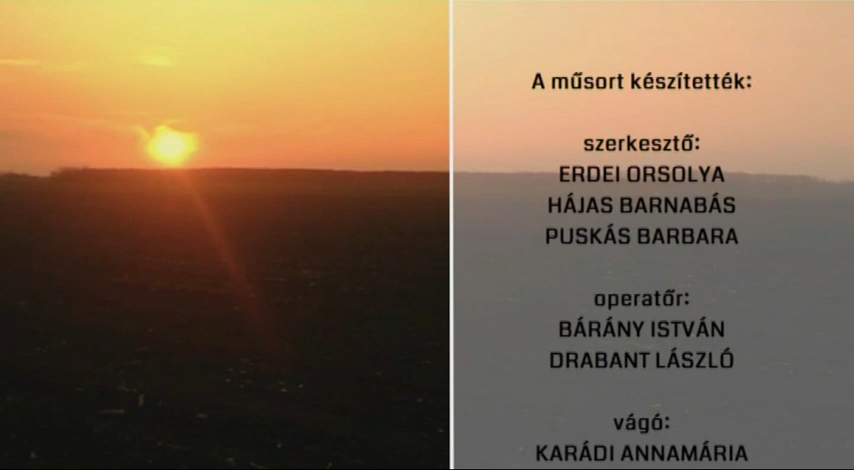 A műsort készítették:
szerkesztő:
ERDEI ORSOLYA
HÁJAS BARNABÁS
PUSKÁS BARBARA
operatőr:
BÁRÁNY ISTVÁN
DRABANT LÁSZLÓ
vágó:
KARÁDI ANNAMÁRIA